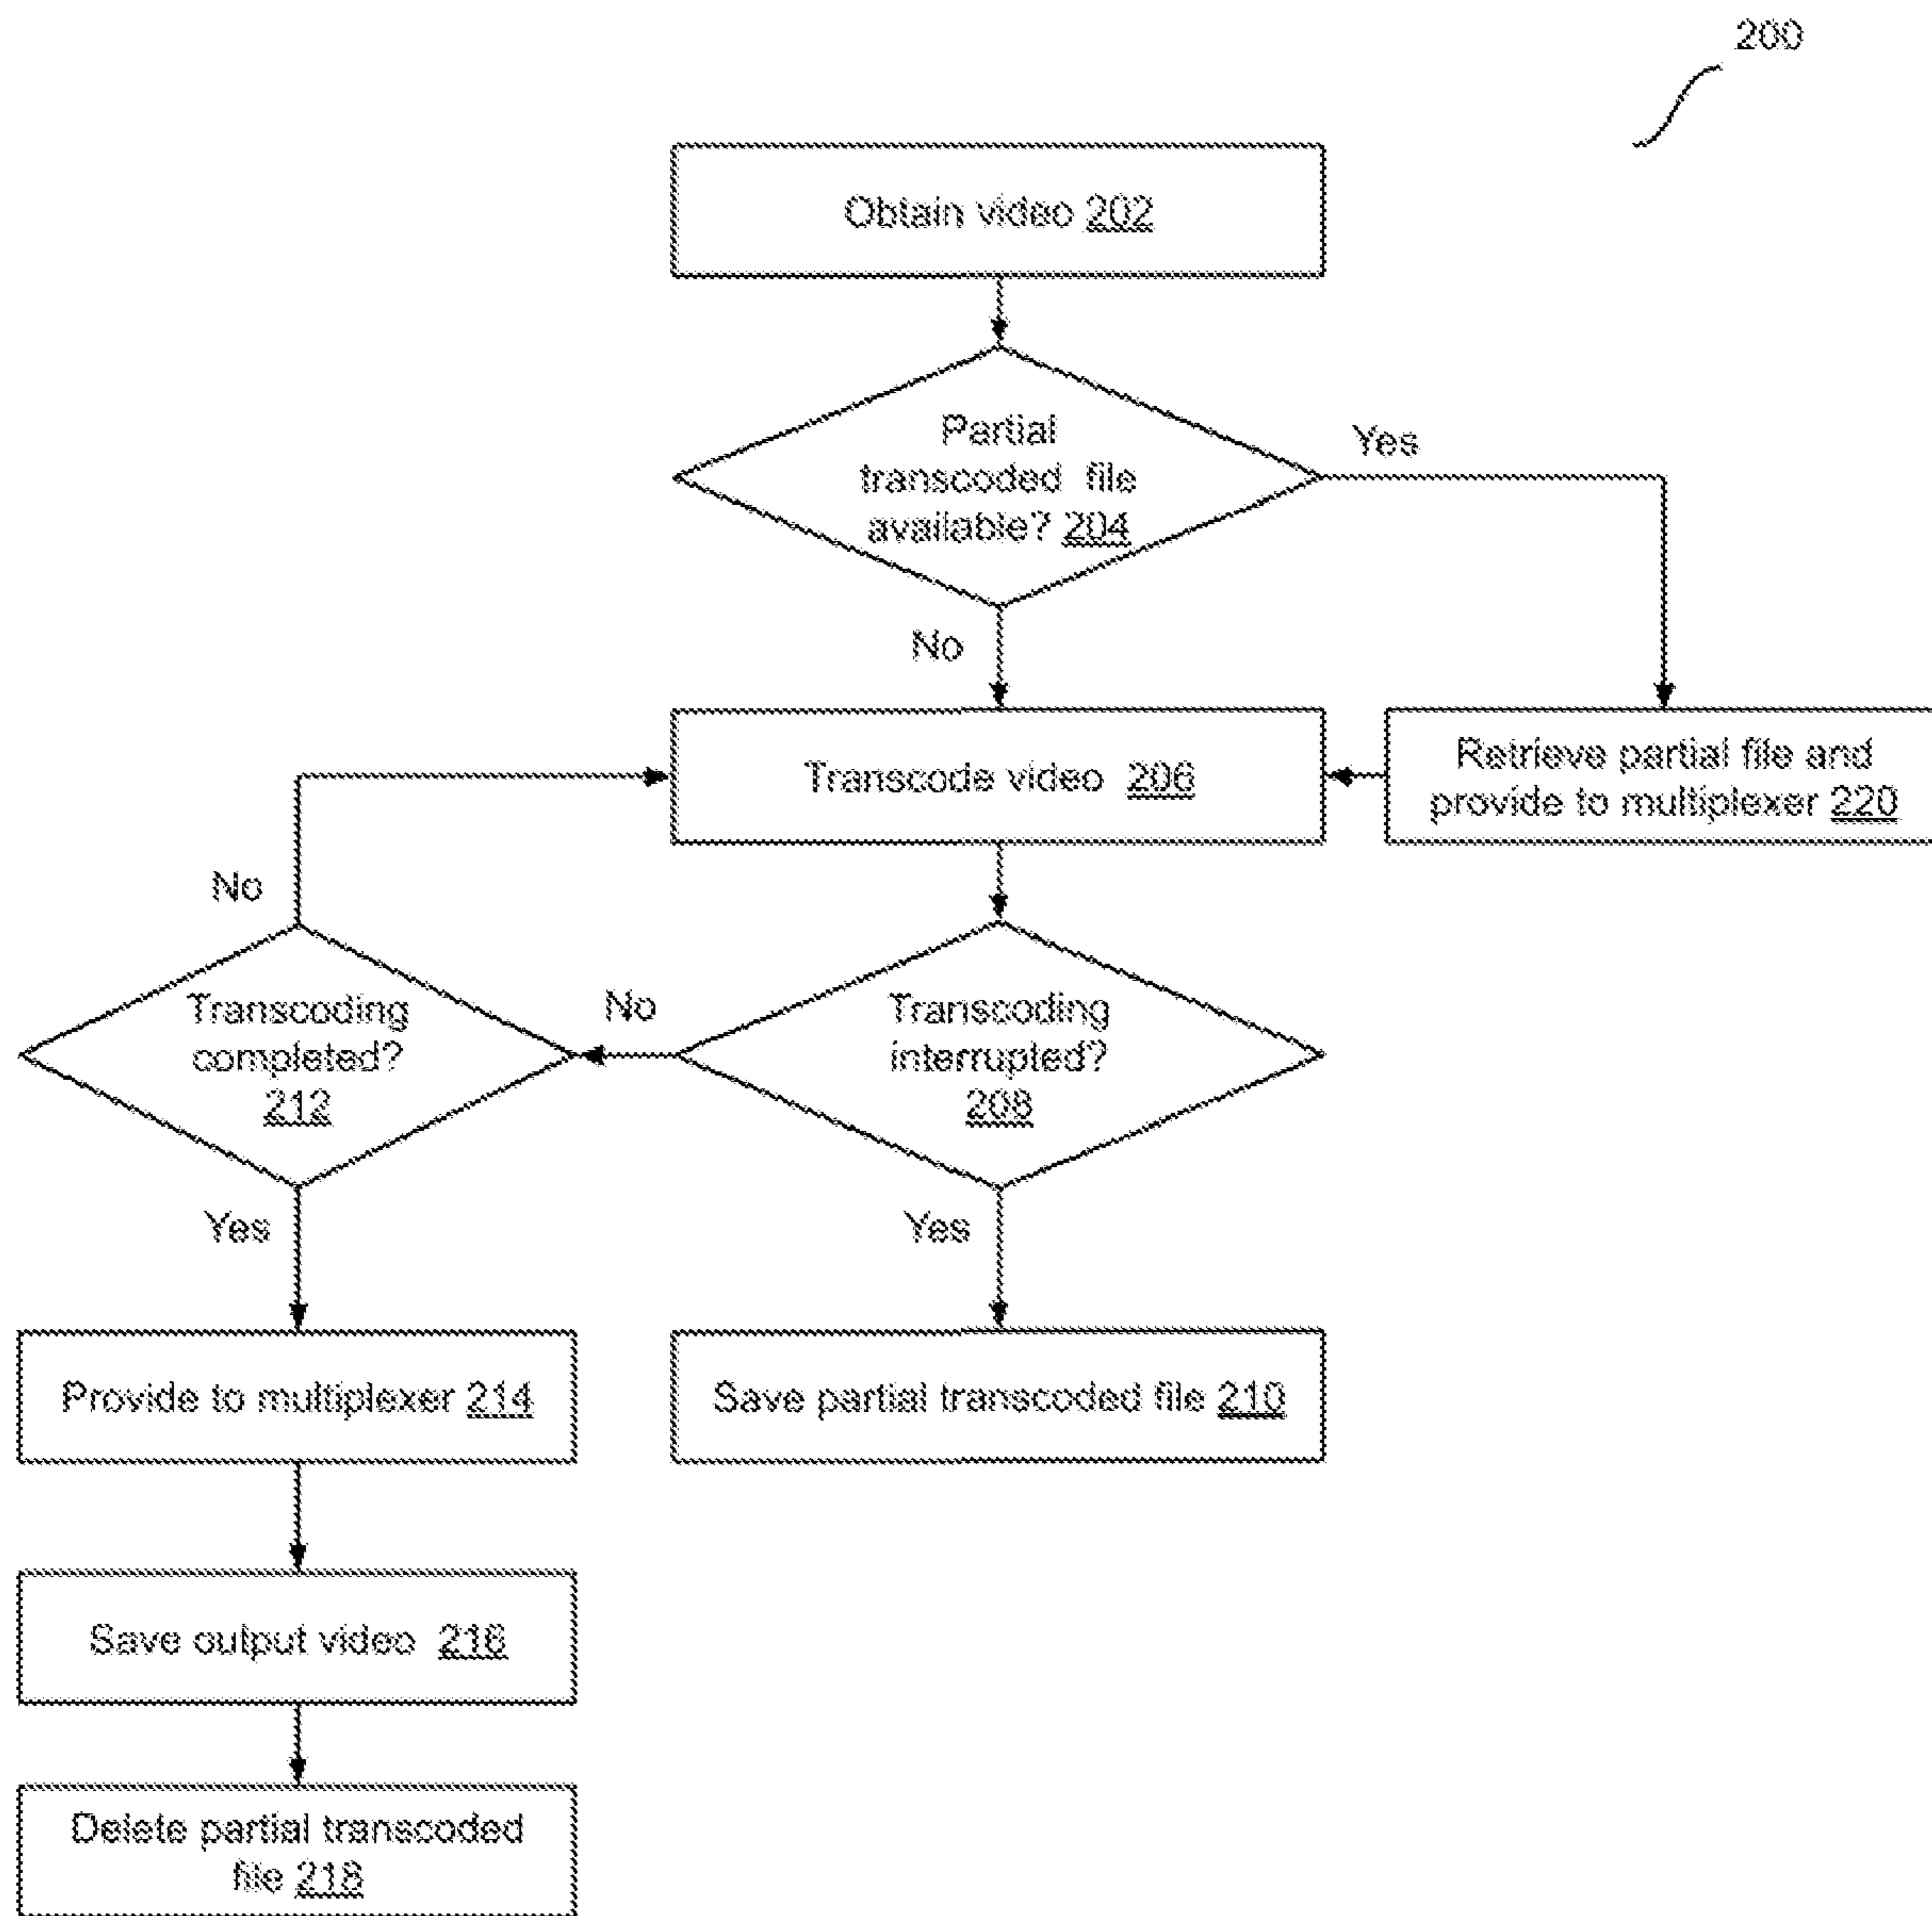 200
Obtain video 202
Partial
transcoded file
available? 204
Yes
No
Transcode video 206
Retrieve partial file and
provide to multiplexer 220
No
Transcoding
completed?
212
No
Transcoding
interrupted?
208
Yes
Yes
Provide to multiplexer 214
Save partial transcoded file 210
Save output video 216
Delete partial transcoded
file 218